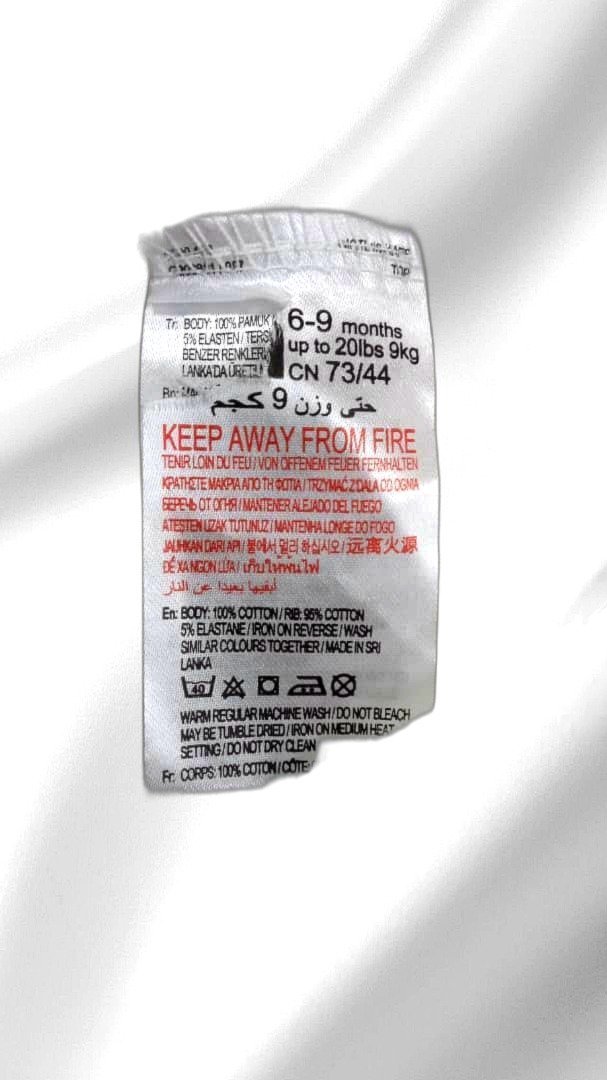 Top
Tr: BODY: 100% PAMUK
5% ELASTEN / TERS
BENZER RENKLER
LANKADA ÜRETİL
6-9 months
up to 20lbs 9kg
CN 73/44
حتى وزن 9 كجم
KEEP AWAY FROM FIRE
TENIR LOIN DU FEU / VON OFFENEM FEUER FERNHALTEN
ΚΡΑΤΗΣΤΕ ΜΑΚΡΙΑ ΑΠΟ ΤΗ ΦΩΤΙΑ / TRZYMAĆ Z DALA OD OGNIA
БЕРЕЧЬ ОТ ОГНЯ / MANTENER ALEJADO DEL FUEGO
ATEŞTEN UZAK TUTUNUZ / MANTENHA LONGE DO FOGO
JAUHKAN DARI API / 불에서 멀리 하십시오 / 远离火源
ĐỂ XA NGỌN LỬA / เก็บให้พ้นไฟ
أبقيها بعيدا عن النار
En: BODY: 100% COTTON / RIB: 95% COTTON
5% ELASTANE / IRON ON REVERSE / WASH
SIMILAR COLOURS TOGETHER / MADE IN SRI
LANKA
40
WARM REGULAR MACHINE WASH / DO NOT BLEACH
MAY BE TUMBLE DRIED / IRON ON MEDIUM HEAT
SETTING / DO NOT DRY CLEAN
Fr: CORPS: 100% COTON / CÔTE: